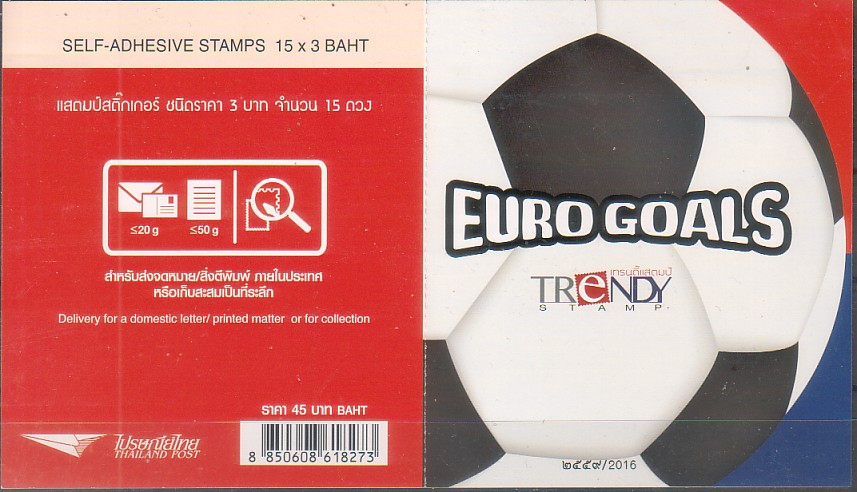 SELF-ADHESIVE STAMPS 15 x 3 BAHT
แสตมป์สติ๊กเกอร์ ชนิดราคา 3 บาท จำนวน 15 ดวง
≤20 g ≤50 g
สำหรับส่งจดหมาย/สิ่งตีพิมพ์ ภายในประเทศ
หรือเก็บสะสมเป็นที่ระลึก
Delivery for a domestic letter/ printed matter or for collection
ราคา 45 บาท BAHT
ไปรษณีย์ไทย
THAILAND POST
8 850608 618273
EURO GOALS
เทรนดี้แสตมป์
TReNDY
STAMP
๒๕๕๙/2016